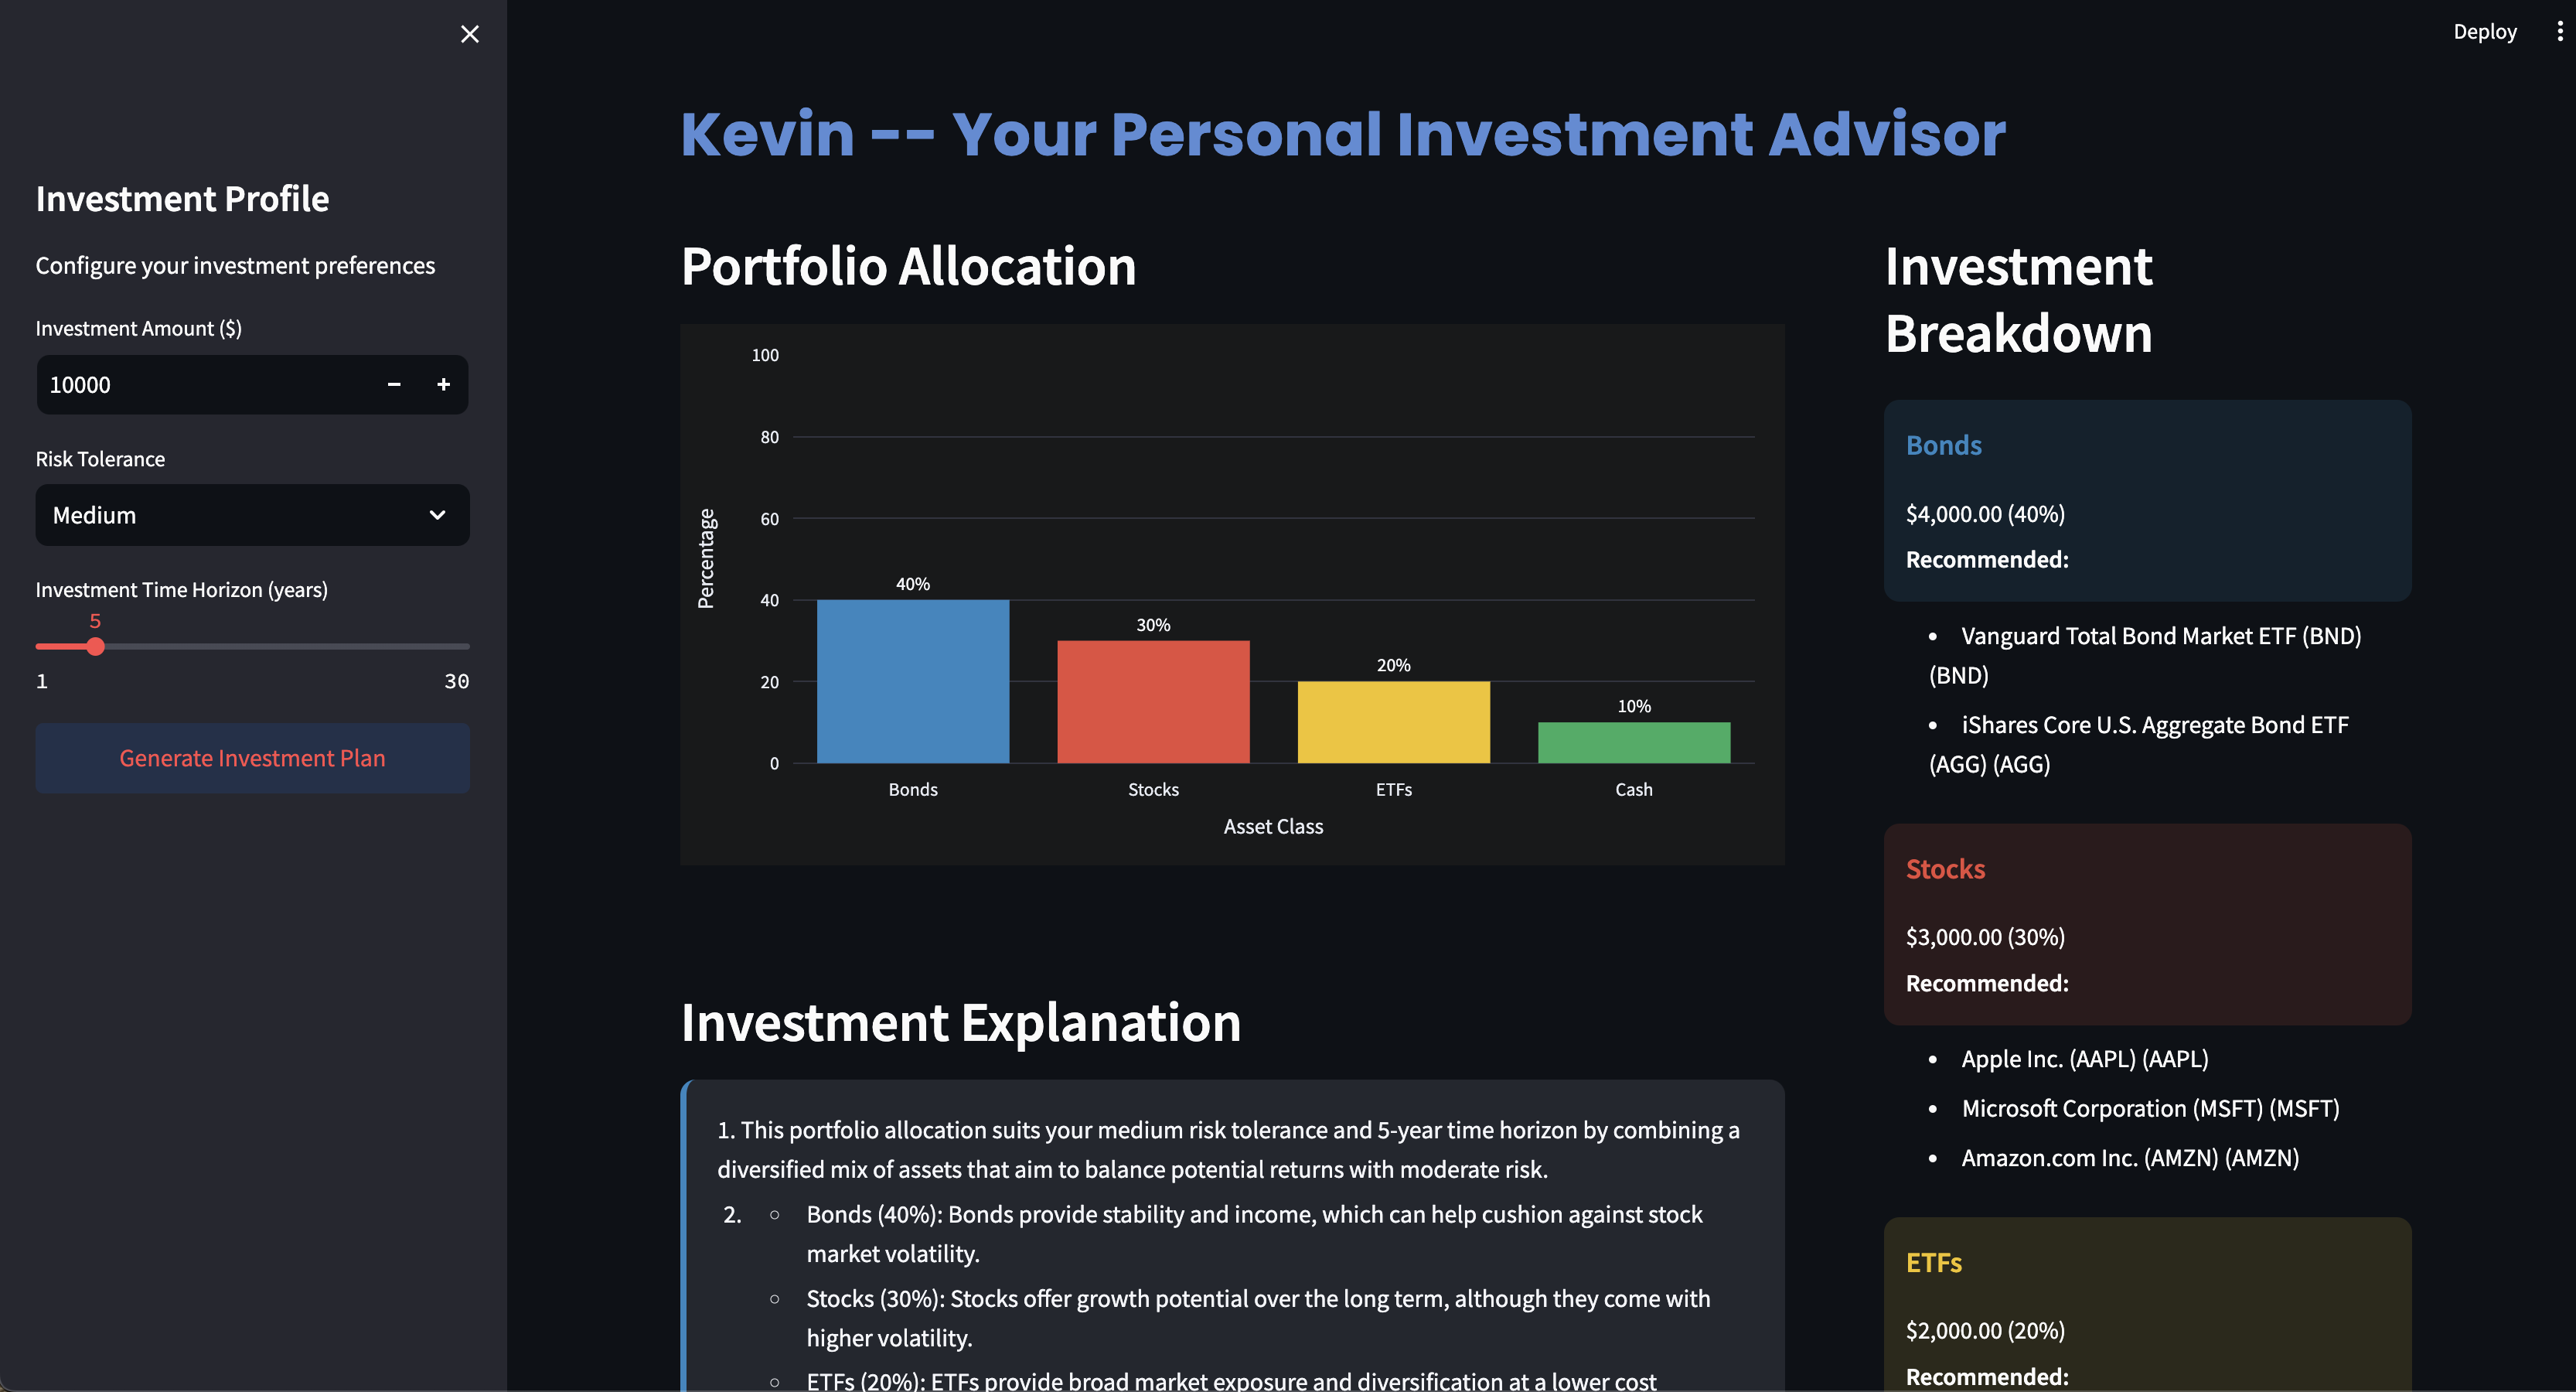 Deploy
Investment Profile
Configure your investment preferences
Investment Amount ($)
10000
Risk Tolerance
Medium
Investment Time Horizon (years)
5
1
30
Generate Investment Plan
Kevin -- Your Personal Investment Advisor
Portfolio Allocation
100
80
60
40
20
0
Percentage
40%
30%
20%
10%
Bonds
Stocks
ETFs
Cash
Asset Class
Investment Explanation
1. This portfolio allocation suits your medium risk tolerance and 5-year time horizon by combining a
diversified mix of assets that aim to balance potential returns with moderate risk.
2. ○ Bonds (40%): Bonds provide stability and income, which can help cushion against stock
market volatility.
○ Stocks (30%): Stocks offer growth potential over the long term, although they come with
higher volatility.
○ ETFs (20%): ETFs provide broad market exposure and diversification at a lower cost
Investment
Breakdown
Bonds
$4,000.00 (40%)
Recommended:
• Vanguard Total Bond Market ETF (BND)
(BND)
• iShares Core U.S. Aggregate Bond ETF
(AGG) (AGG)
Stocks
$3,000.00 (30%)
Recommended:
• Apple Inc. (AAPL) (AAPL)
• Microsoft Corporation (MSFT) (MSFT)
• Amazon.com Inc. (AMZN) (AMZN)
ETFs
$2,000.00 (20%)
Recommended: